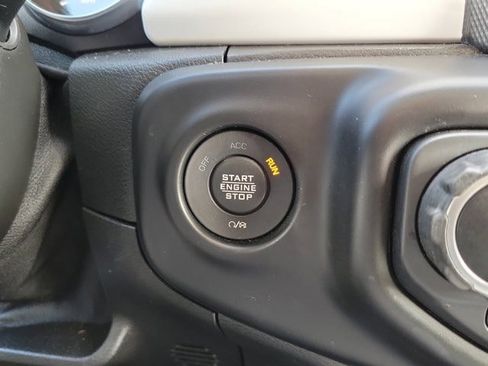 OFF ACC RUN
START
ENGINE
STOP